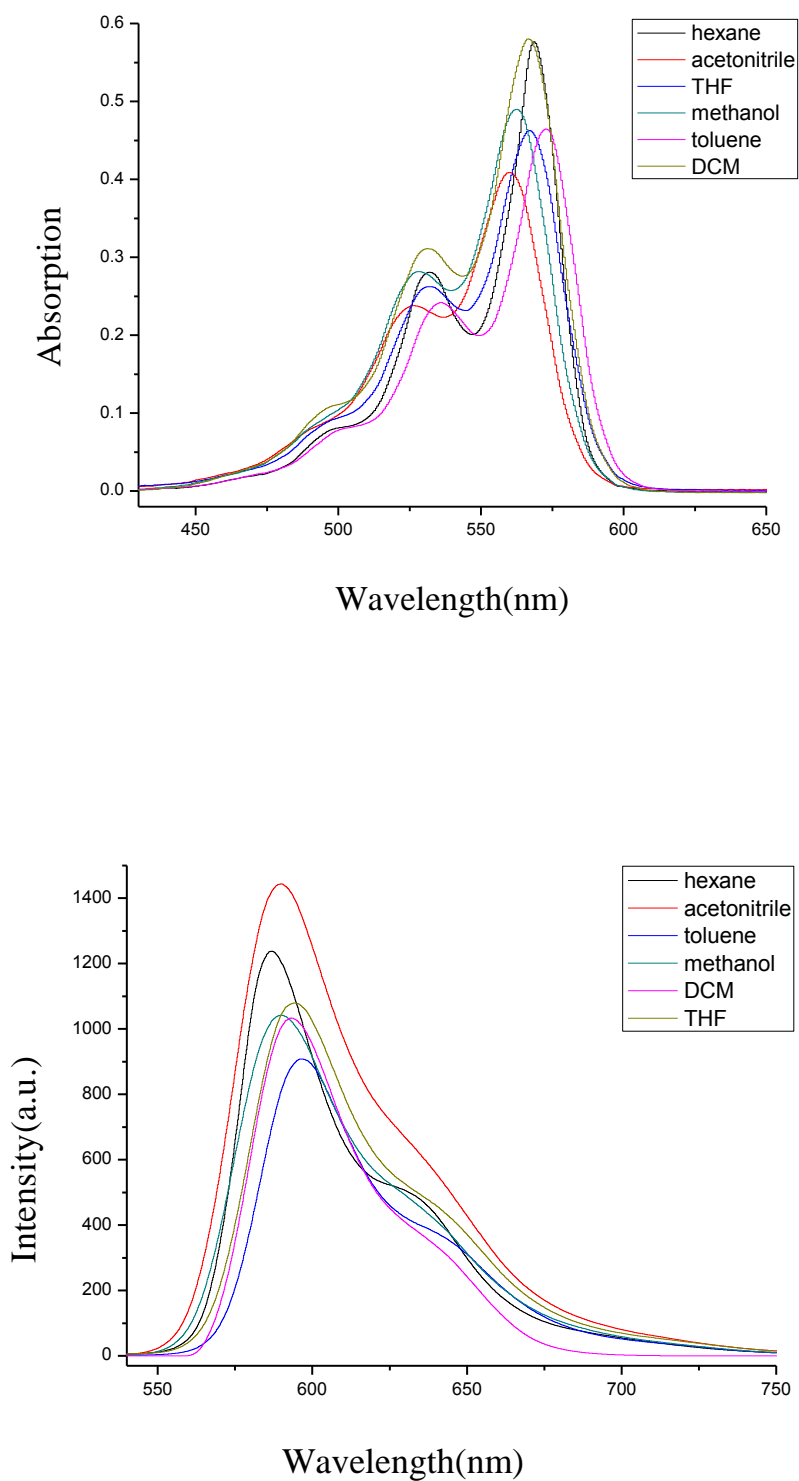 0.6
0.5
0.4
0.3
0.2
0.1
0.0
Absorption
hexane
acetonitrile
THF
methanol
toluene
DCM
450 500 550 600 650
Wavelength(nm)
1400
1200
1000
800
600
400
200
0
Intensity(a.u.)
hexane
acetonitrile
toluene
methanol
DCM
THF
550 600 650 700 750
Wavelength(nm)